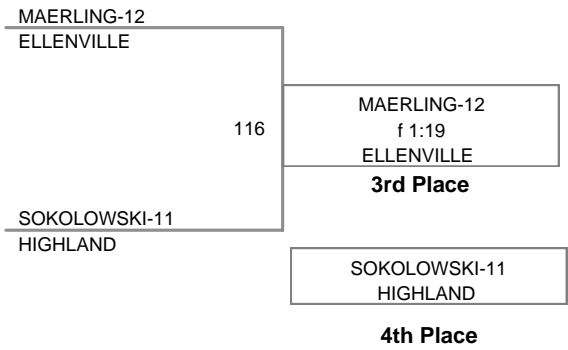 MAERLING-12
ELLENVILLE
116
MAERLING-12
f 1:19
ELLENVILLE
3rd Place
SOKOLOWSKI-11
HIGHLAND
SOKOLOWSKI-11
HIGHLAND
4th Place